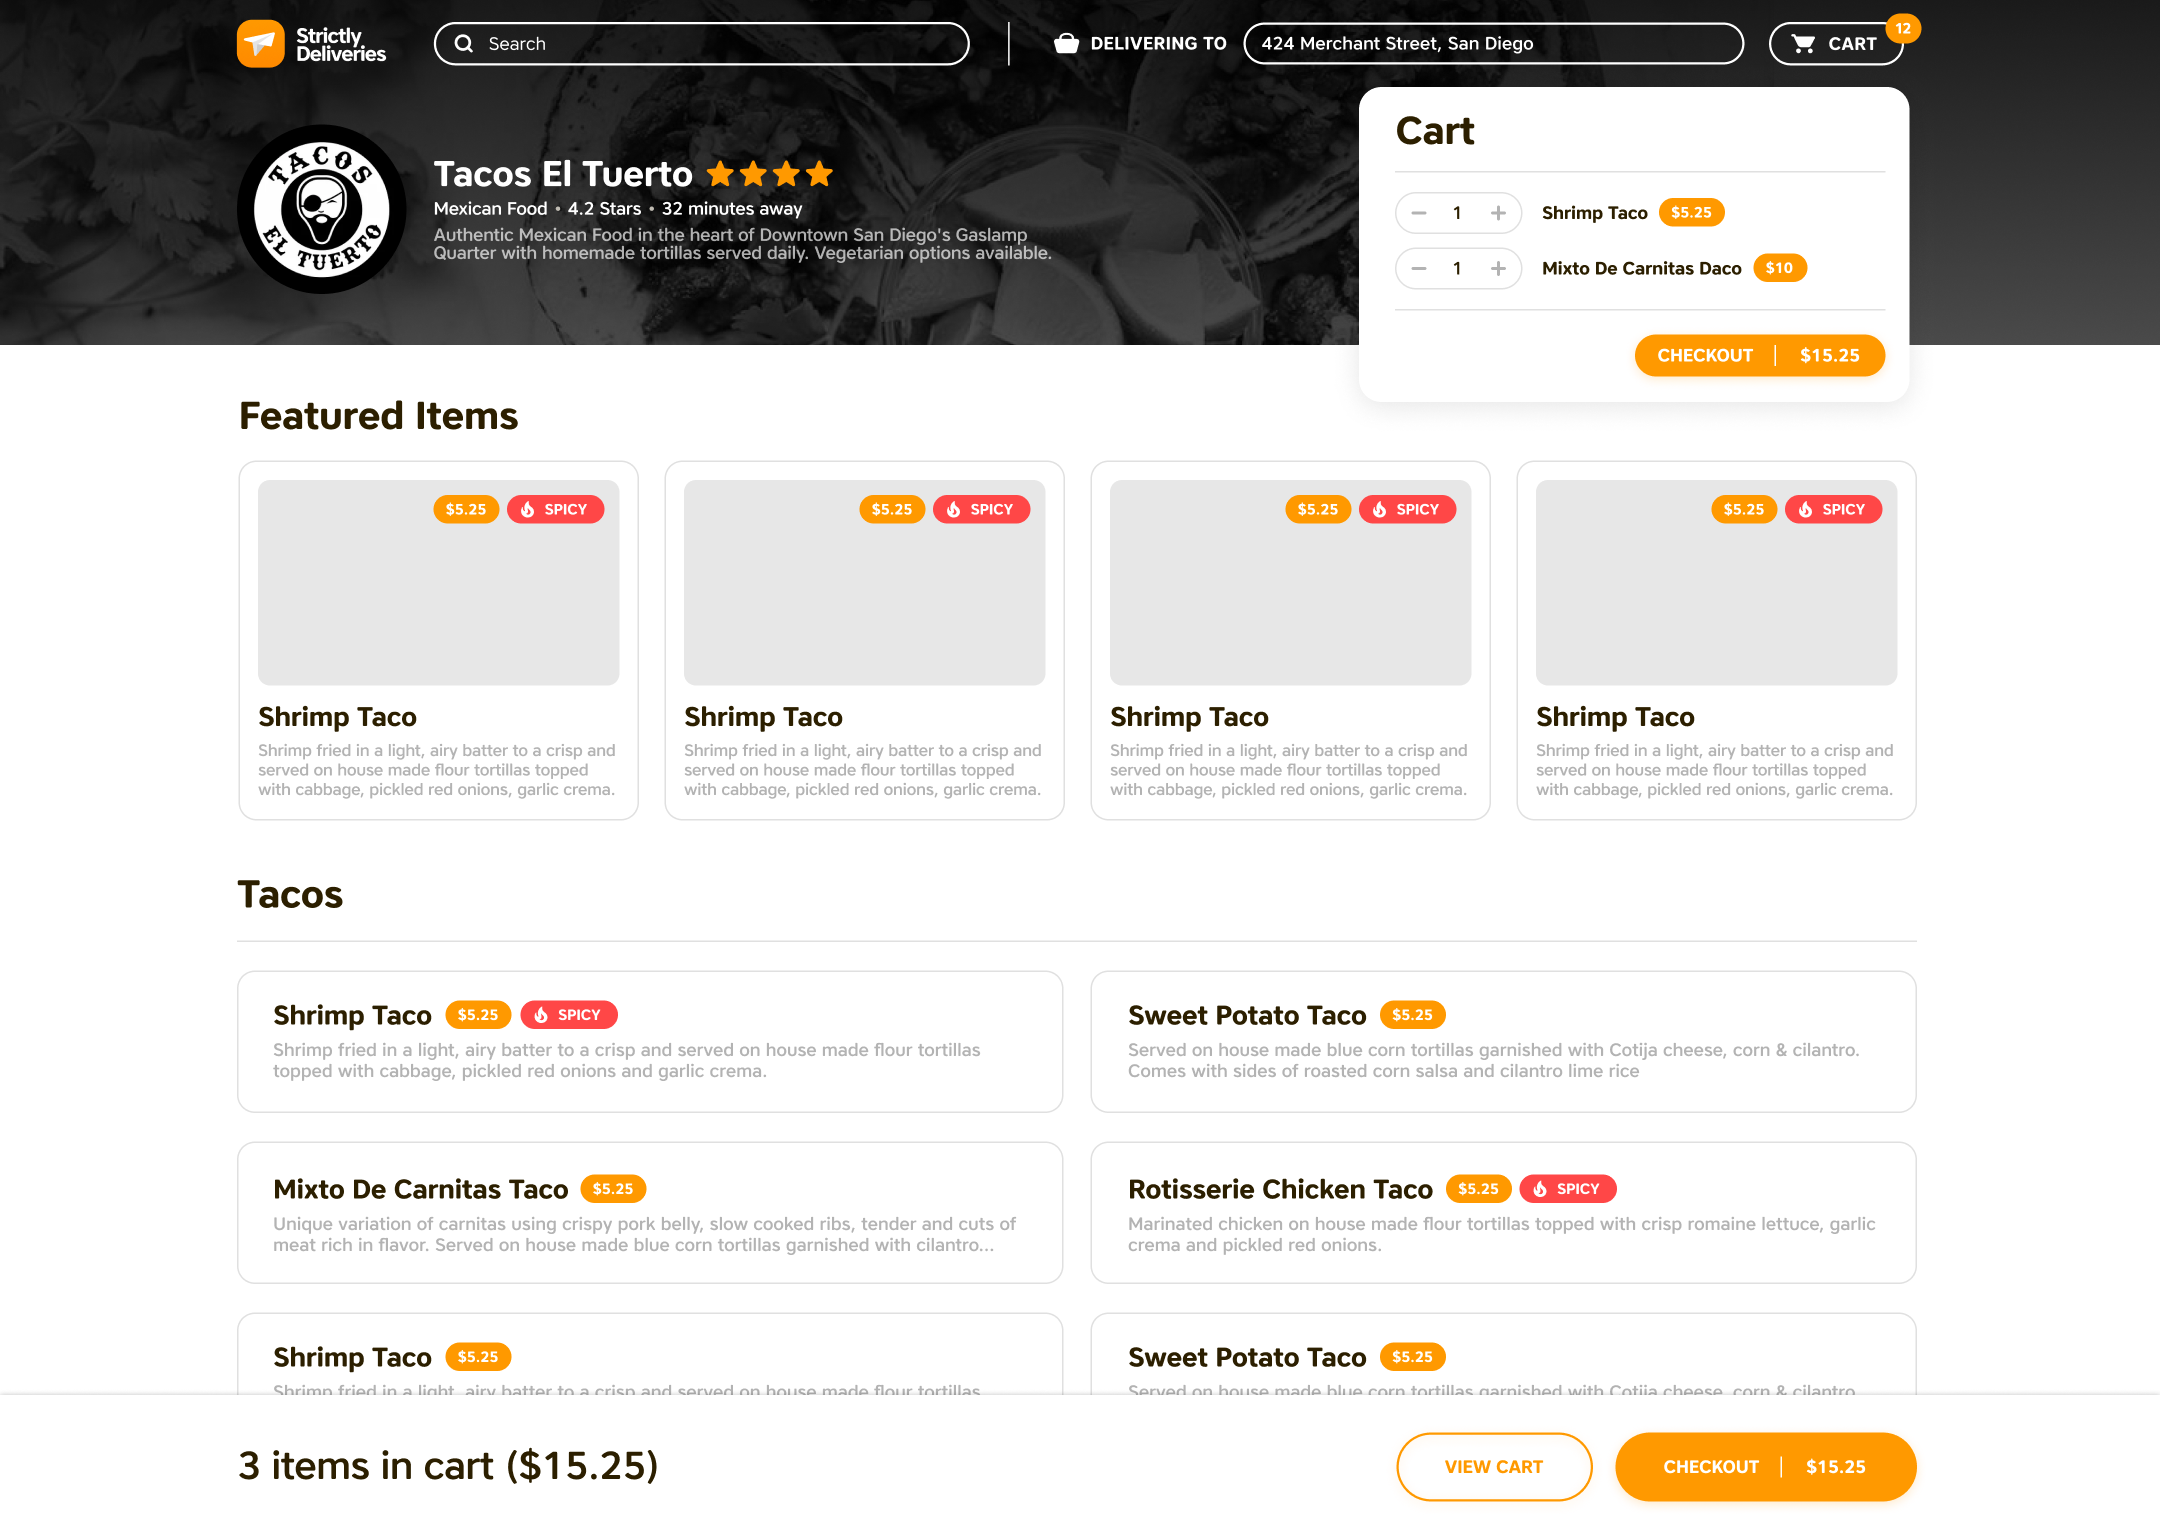 Strictly
Deliveries
Search
DELIVERING TO
424 Merchant Street, San Diego
CART
12
TACOS
EL TUERTO
Tacos El Tuerto
Mexican Food • 4.2 Stars • 32 minutes away
Authentic Mexican Food in the heart of Downtown San Diego's Gaslamp
Quarter with homemade tortillas served daily. Vegetarian options available.
Cart
1 Shrimp Taco $5.25
1 Mixto De Carnitas Daco $10
CHECKOUT | $15.25
Featured Items
$5.25 SPICY
Shrimp Taco
Shrimp fried in a light, airy batter to a crisp and
served on house made flour tortillas topped
with cabbage, pickled red onions, garlic crema.
$5.25 SPICY
Shrimp Taco
Shrimp fried in a light, airy batter to a crisp and
served on house made flour tortillas topped
with cabbage, pickled red onions, garlic crema.
$5.25 SPICY
Shrimp Taco
Shrimp fried in a light, airy batter to a crisp and
served on house made flour tortillas topped
with cabbage, pickled red onions, garlic crema.
$5.25 SPICY
Shrimp Taco
Shrimp fried in a light, airy batter to a crisp and
served on house made flour tortillas topped
with cabbage, pickled red onions, garlic crema.
Tacos
Shrimp Taco $5.25 SPICY
Shrimp fried in a light, airy batter to a crisp and served on house made flour tortillas
topped with cabbage, pickled red onions and garlic crema.
Sweet Potato Taco $5.25
Served on house made blue corn tortillas garnished with Cotija cheese, corn & cilantro.
Comes with sides of roasted corn salsa and cilantro lime rice
Mixto De Carnitas Taco $5.25
Unique variation of carnitas using crispy pork belly, slow cooked ribs, tender and cuts of
meat rich in flavor. Served on house made blue corn tortillas garnished with cilantro...
Rotisserie Chicken Taco $5.25 SPICY
Marinated chicken on house made flour tortillas topped with crisp romaine lettuce, garlic
crema and pickled red onions.
Shrimp Taco $5.25
Shrimp fried in a light, airy batter to a crisp and served on house made flour tortillas
Sweet Potato Taco $5.25
Served on house made blue corn tortillas garnished with Cotija cheese, corn & cilantro
3 items in cart ($15.25)
VIEW CART
CHECKOUT | $15.25